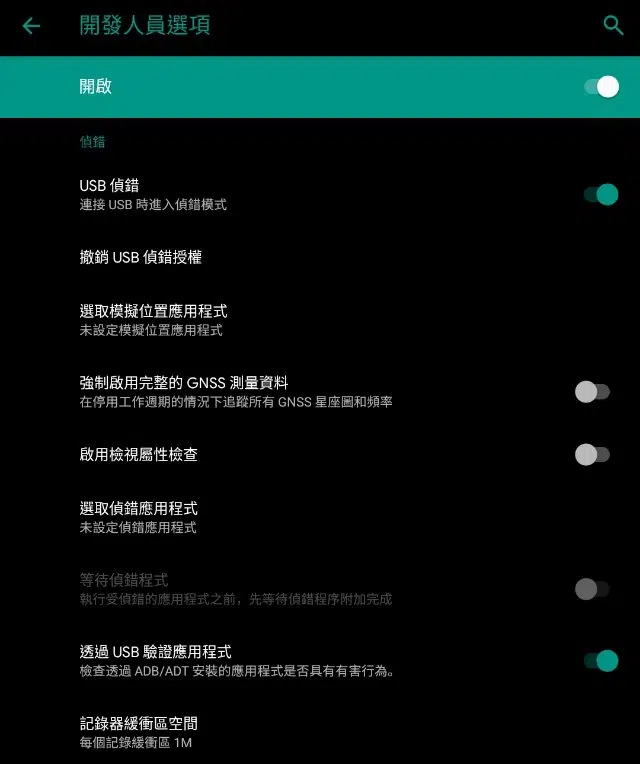 開發人員選項
開啟
偵錯
USB 偵錯
連接 USB 時進入偵錯模式
撤銷 USB 偵錯授權
選取模擬位置應用程式
未設定模擬位置應用程式
強制啟用完整的 GNSS 測量資料
在停用工作週期的情況下追蹤所有 GNSS 星座圖和頻率
啟用檢視屬性檢查
選取偵錯應用程式
未設定偵錯應用程式
等待偵錯程式
執行受偵錯的應用程式之前，先等待偵錯程序附加完成
透過 USB 驗證應用程式
檢查透過 ADB/ADT 安裝的應用程式是否具有有害行為。
記錄器緩衝區空間
每個記錄緩衝區 1M